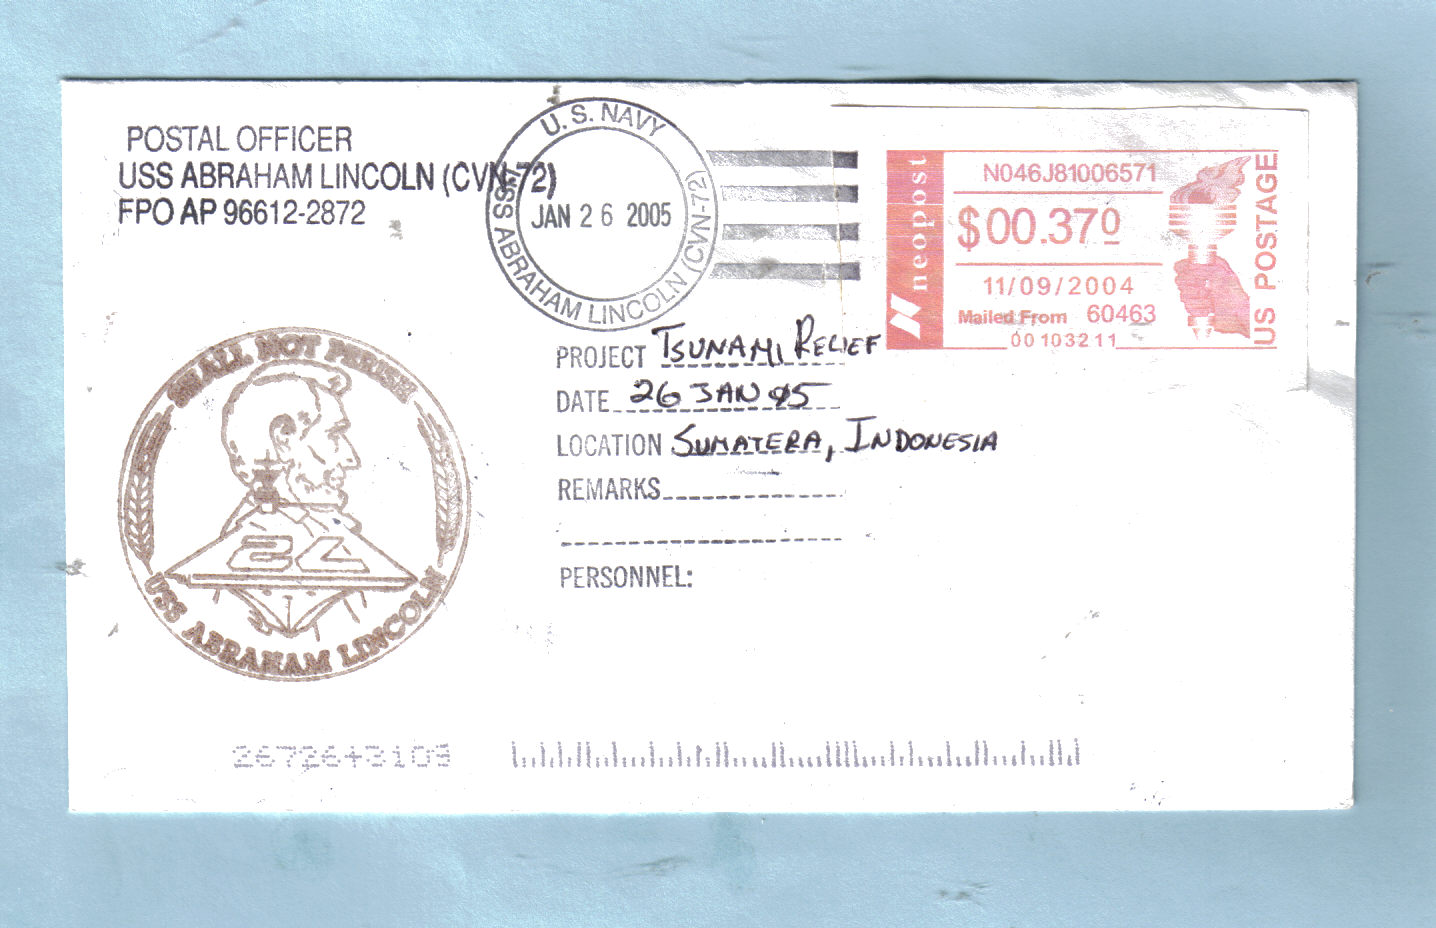 POSTAL OFFICER
USS ABRAHAM LINCOLN (CVN-72)
FPO AP 96612-2872
U.S. NAVY
JAN 26 2005
USS ABRAHAM LINCOLN (CVN-72)
neopost
N046J81006571
$00.370
11/09/2004
Mailed From 60463
00103211
US POSTAGE
SHALL NOT PERISH
72
USS ABRAHAM LINCOLN
PROJECT TSUNAMI RELIEF
DATE 26 JAN 05
LOCATION SUMATERA, INDONESIA
REMARKS
PERSONNEL: